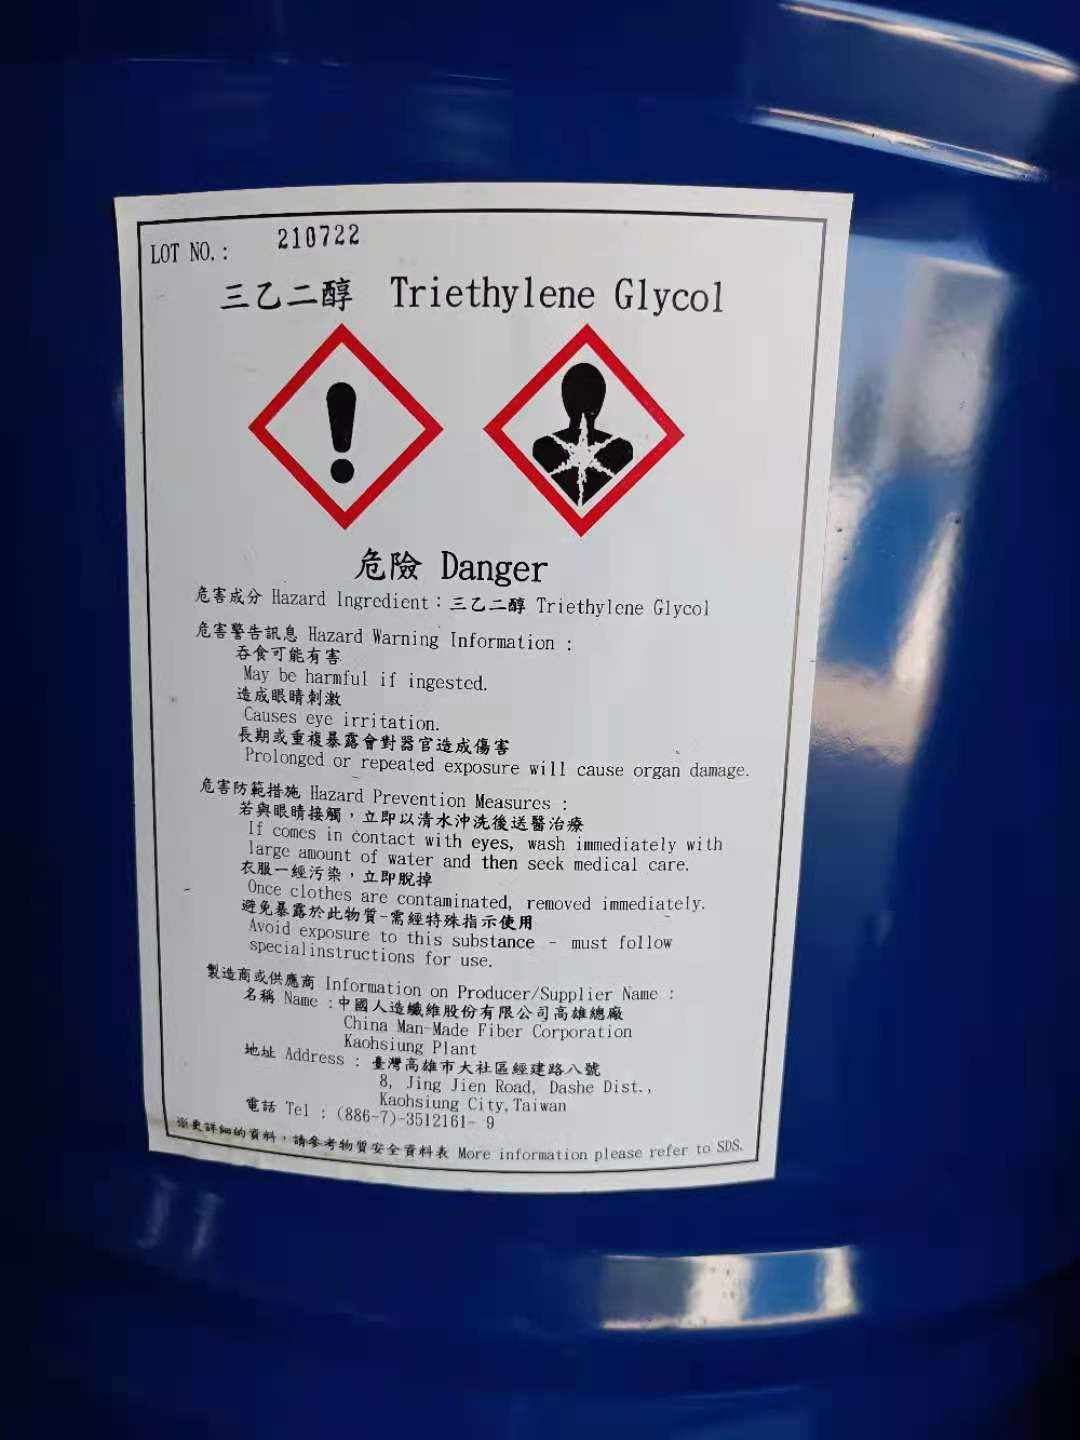 LOT NO.: 210722
三乙二醇 Triethylene Glycol
危險 Danger
危害成分 Hazard Ingredient：三乙二醇 Triethylene Glycol
危害警告訊息 Hazard Warning Information :
吞食可能有害
May be harmful if ingested.
造成眼睛刺激
Causes eye irritation.
長期或重複暴露會對器官造成傷害
Prolonged or repeated exposure will cause organ damage.
危害防範措施 Hazard Prevention Measures :
若與眼睛接觸，立即以清水沖洗後送醫治療
If comes in contact with eyes, wash immediately with
large amount of water and then seek medical care.
衣服一經污染，立即脫掉
Once clothes are contaminated, removed immediately.
避免暴露於此物質-需經特殊指示使用
Avoid exposure to this substance - must follow
specialinstructions for use.
製造商或供應商 Information on Producer/Supplier Name :
名稱 Name :中國人造纖維股份有限公司高雄總廠
China Man-Made Fiber Corporation
Kaohsiung Plant
地址 Address : 臺灣高雄市大社區經建路八號
8, Jing Jien Road, Dashe Dist.,
Kaohsiung City,Taiwan
電話 Tel : (886-7)-3512161- 9
※更詳細的資料，請參考物質安全資料表 More information please refer to SDS.